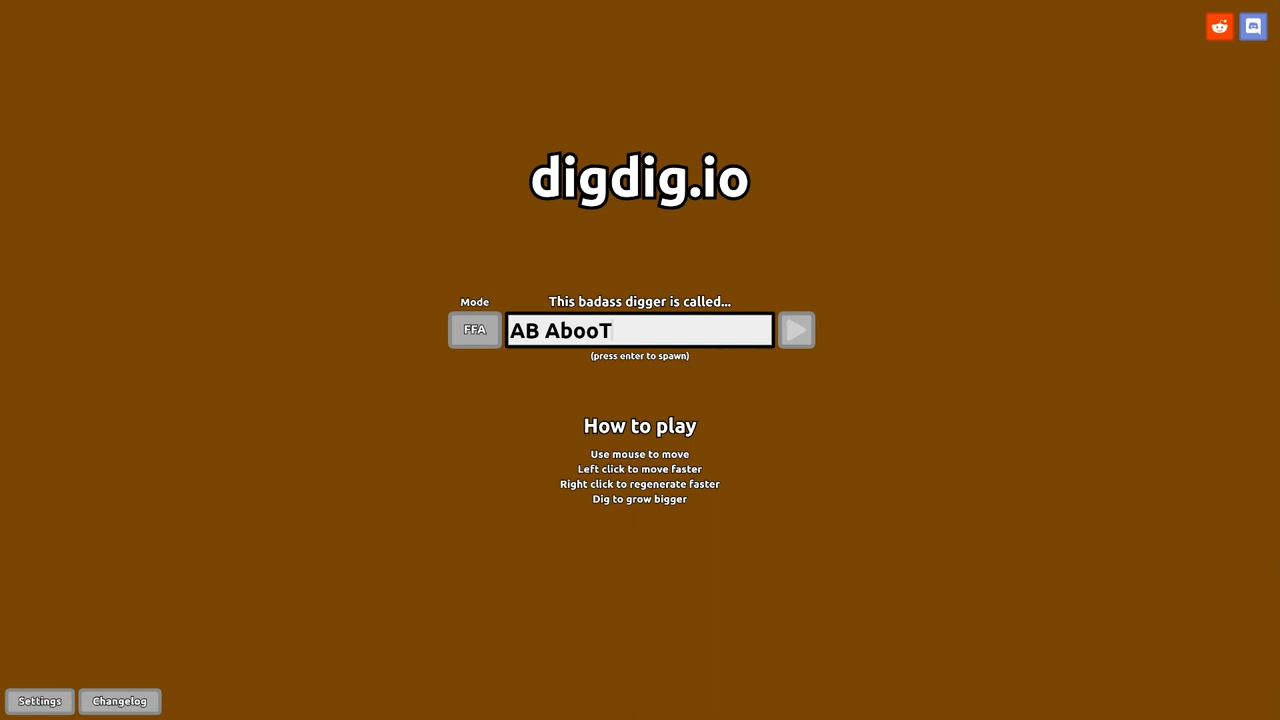 digdig.io
Mode
This badass digger is called...
FFA
AB AbooT
(press enter to spawn)
How to play
Use mouse to move
Left click to move faster
Right click to regenerate faster
Dig to grow bigger
Settings
Changelog